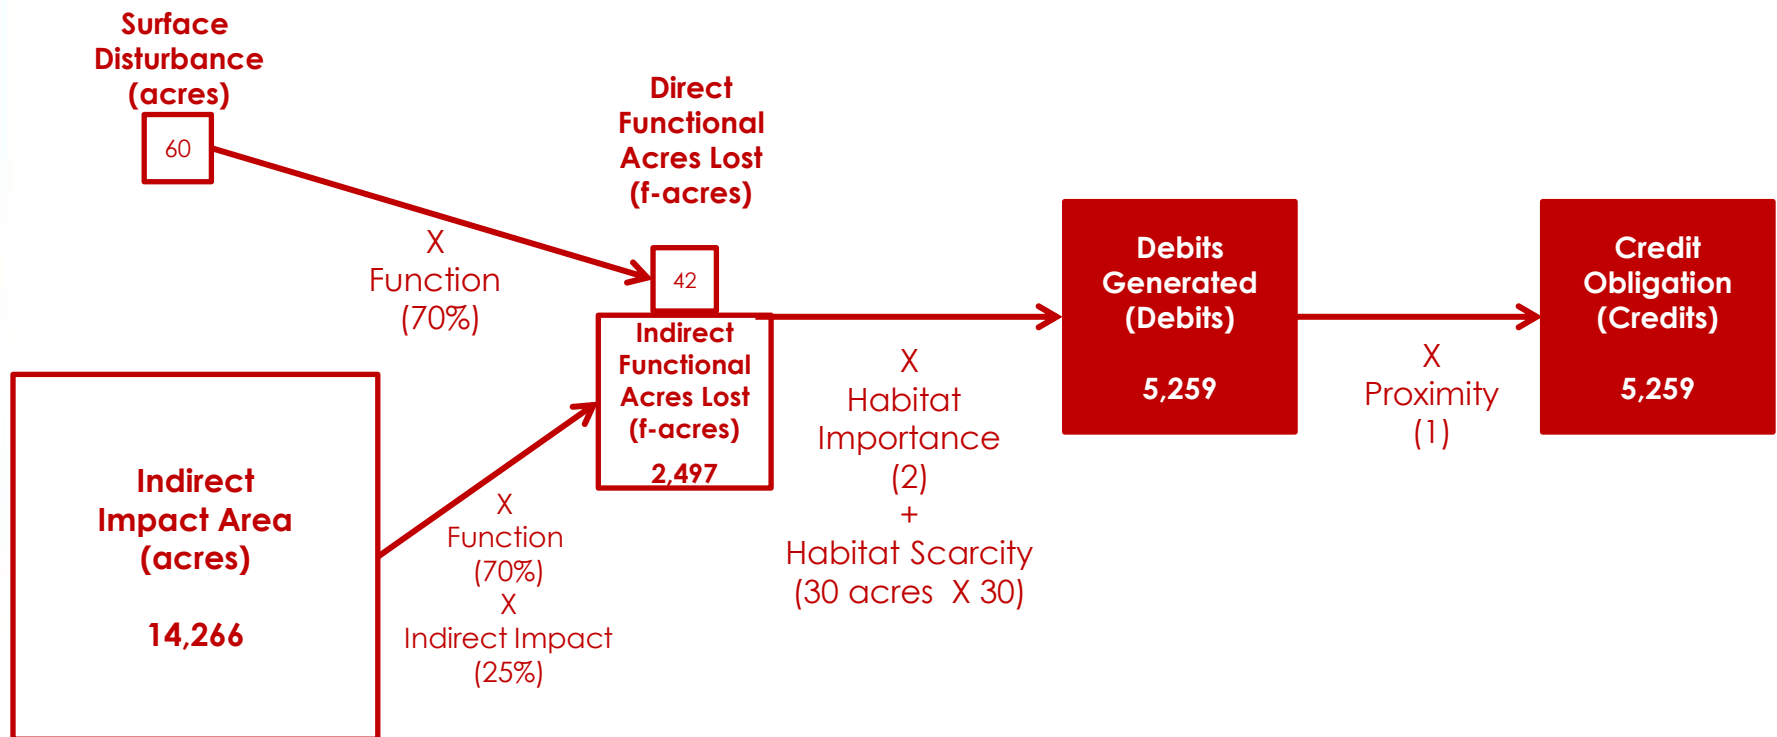 Surface
Disturbance
(acres)
60
X
Function
(70%)
Direct
Functional
Acres Lost
(f-acres)
42
Indirect
Functional
Acres Lost
(f-acres)
2,497
Indirect
Impact Area
(acres)
14,266
X
Function
(70%)
X
Indirect Impact
(25%)
X
Habitat
Importance
(2)
+
Habitat Scarcity
(30 acres X 30)
Debits
Generated
(Debits)
5,259
X
Proximity
(1)
Credit
Obligation
(Credits)
5,259